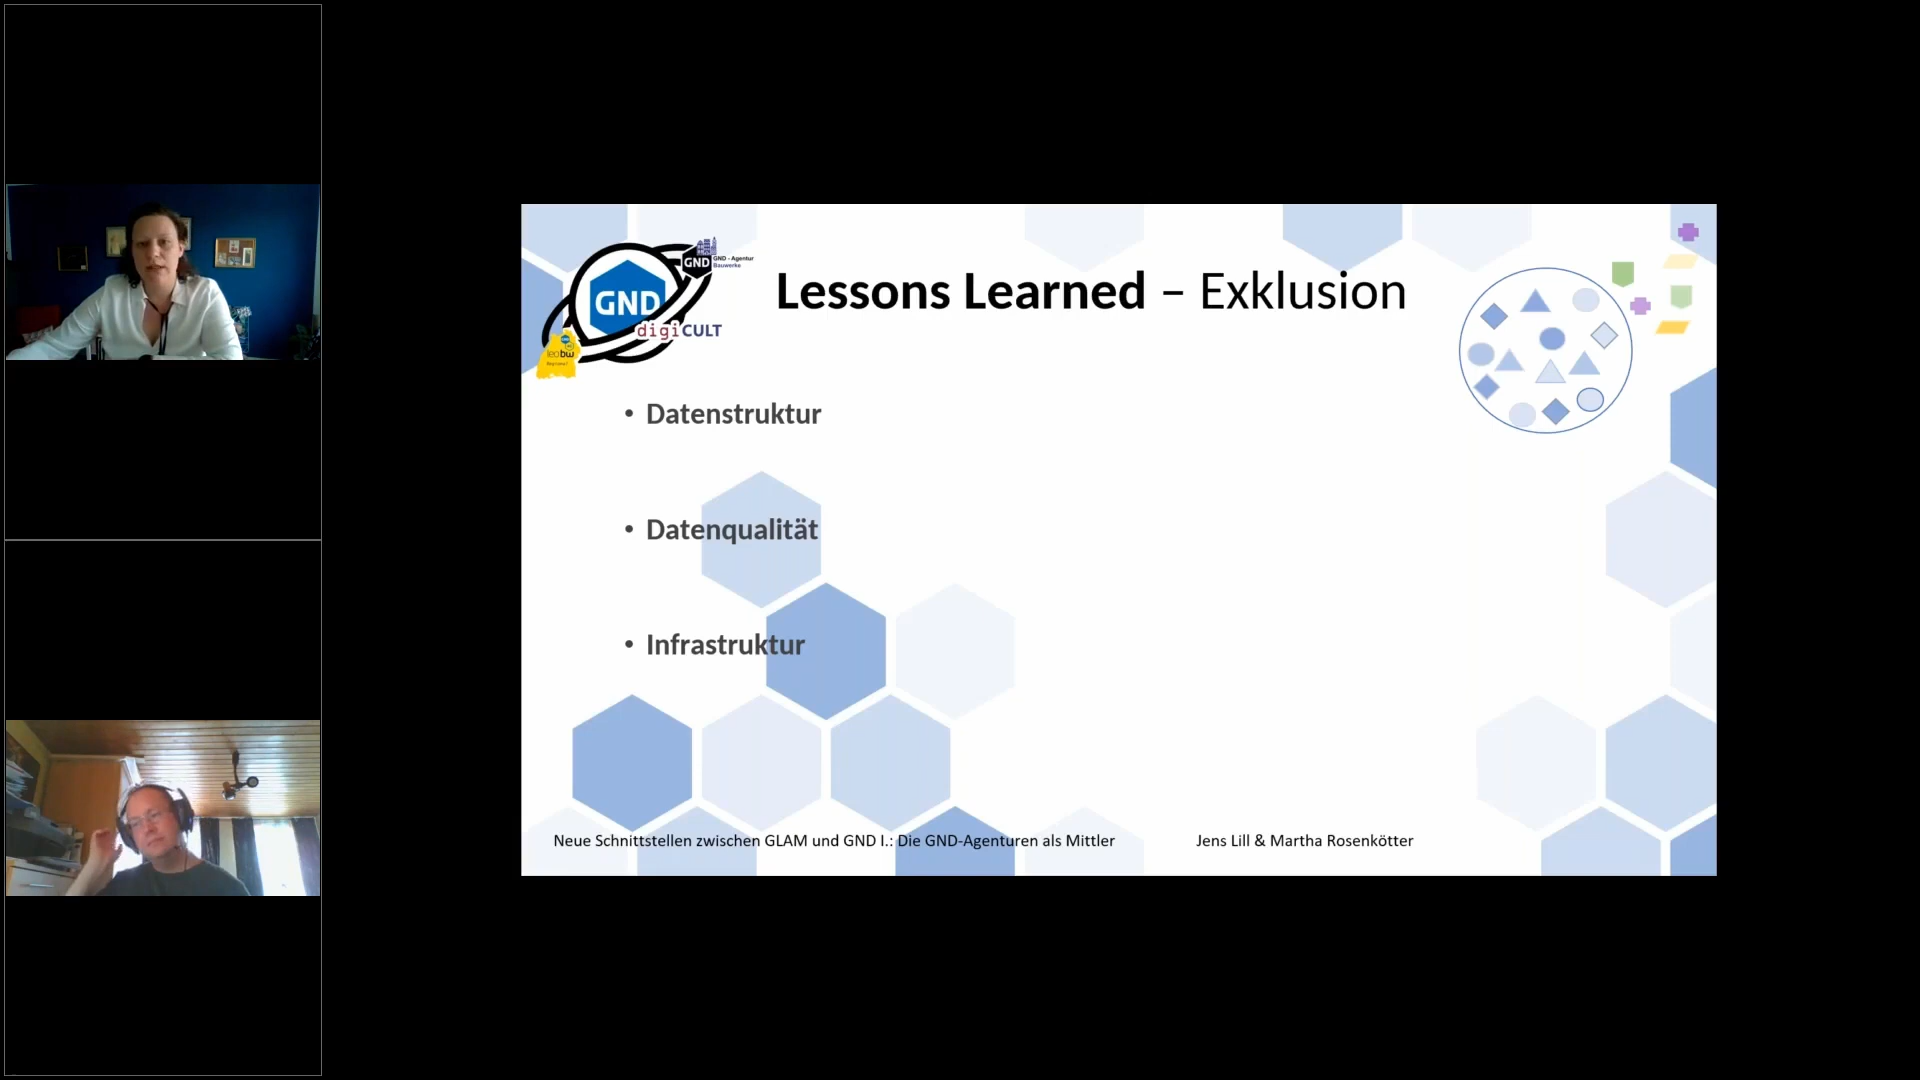 GND
digiCULT
GND
GND - Agentur
Bauwerke
leobw
Lessons Learned – Exklusion
• Datenstruktur
• Datenqualität
• Infrastruktur
Neue Schnittstellen zwischen GLAM und GND I.: Die GND-Agenturen als Mittler
Jens Lill & Martha Rosenkötter